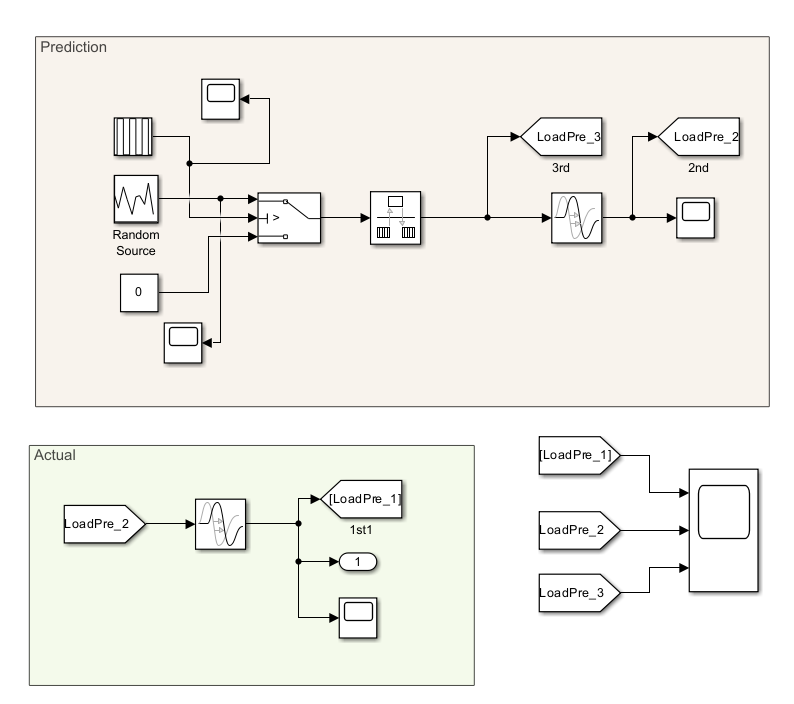 Prediction
LoadPre_3
3rd
LoadPre_2
2nd
Random
Source
>
0
Actual
LoadPre_2
[LoadPre_1]
1st1
1
[LoadPre_1]
LoadPre_2
LoadPre_3